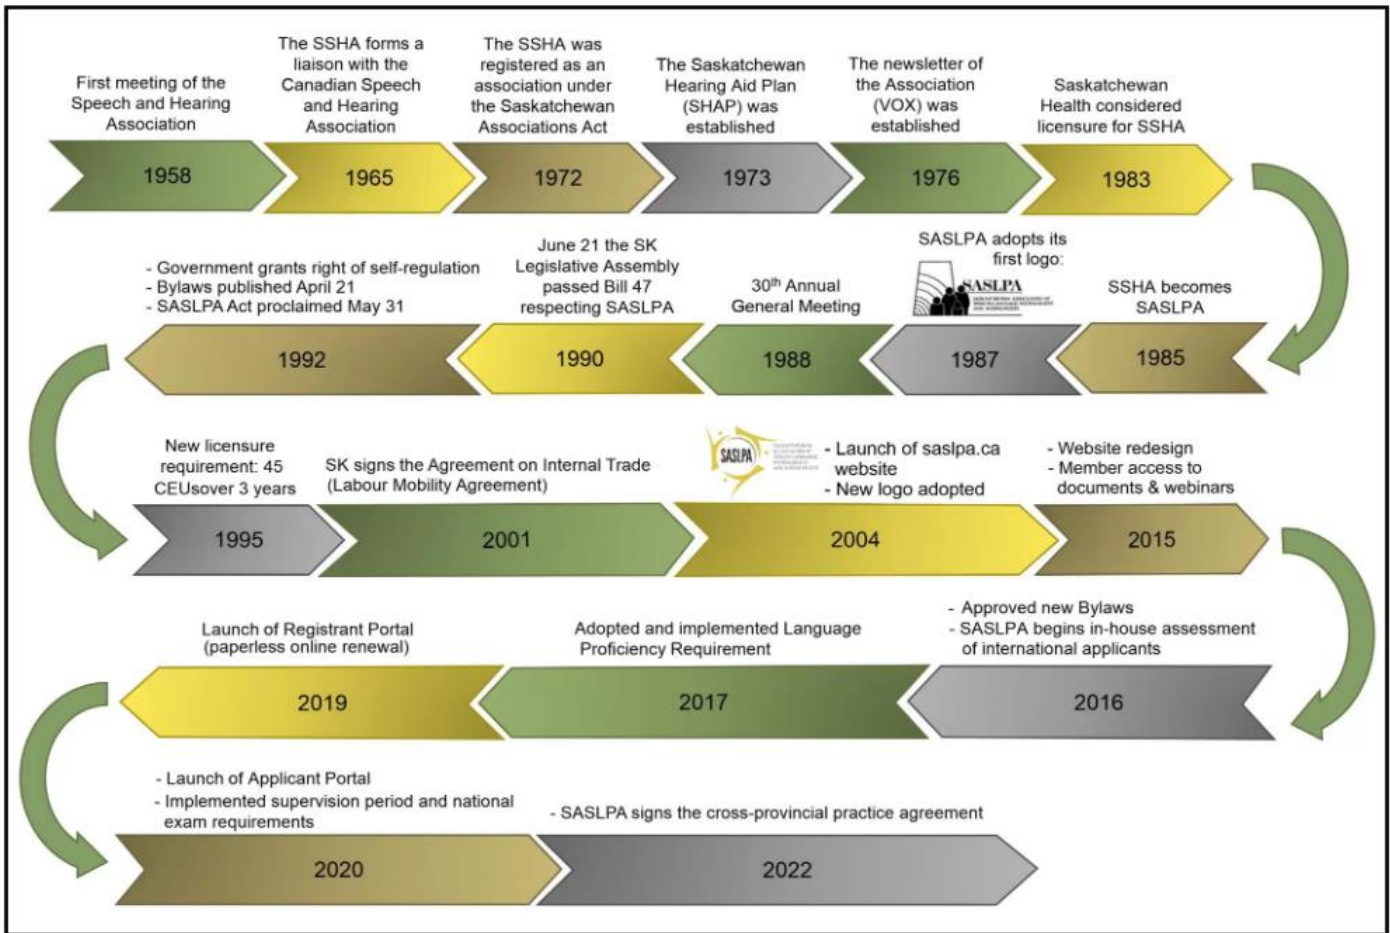 First meeting of the
Speech and Hearing
Association
1958
The SSHA forms a
liaison with the
Canadian Speech
and Hearing
Association
1965
The SSHA was
registered as an
association under
the Saskatchewan
Associations Act
1972
The Saskatchewan
Hearing Aid Plan
(SHAP) was
established
1973
The newsletter of
the Association
(VOX) was
established
1976
Saskatchewan
Health considered
licensure for SSHA
1983
SSHA becomes
SASLPA
1985
SASLPA adopts its
first logo:
SASLPA
1987
30th Annual
General Meeting
1988
June 21 the SK
Legislative Assembly
passed Bill 47
respecting SASLPA
1990
- Government grants right of self-regulation
- Bylaws published April 21
- SASLPA Act proclaimed May 31
1992
New licensure
requirement: 45
CEUsover 3 years
1995
SK signs the Agreement on Internal Trade
(Labour Mobility Agreement)
2001
SASLPA
- Launch of saslpa.ca
website
- New logo adopted
2004
- Website redesign
- Member access to
documents & webinars
2015
- Approved new Bylaws
- SASLPA begins in-house assessment
of international applicants
2016
Adopted and implemented Language
Proficiency Requirement
2017
Launch of Registrant Portal
(paperless online renewal)
2019
- Launch of Applicant Portal
- Implemented supervision period and national
exam requirements
2020
- SASLPA signs the cross-provincial practice agreement
2022